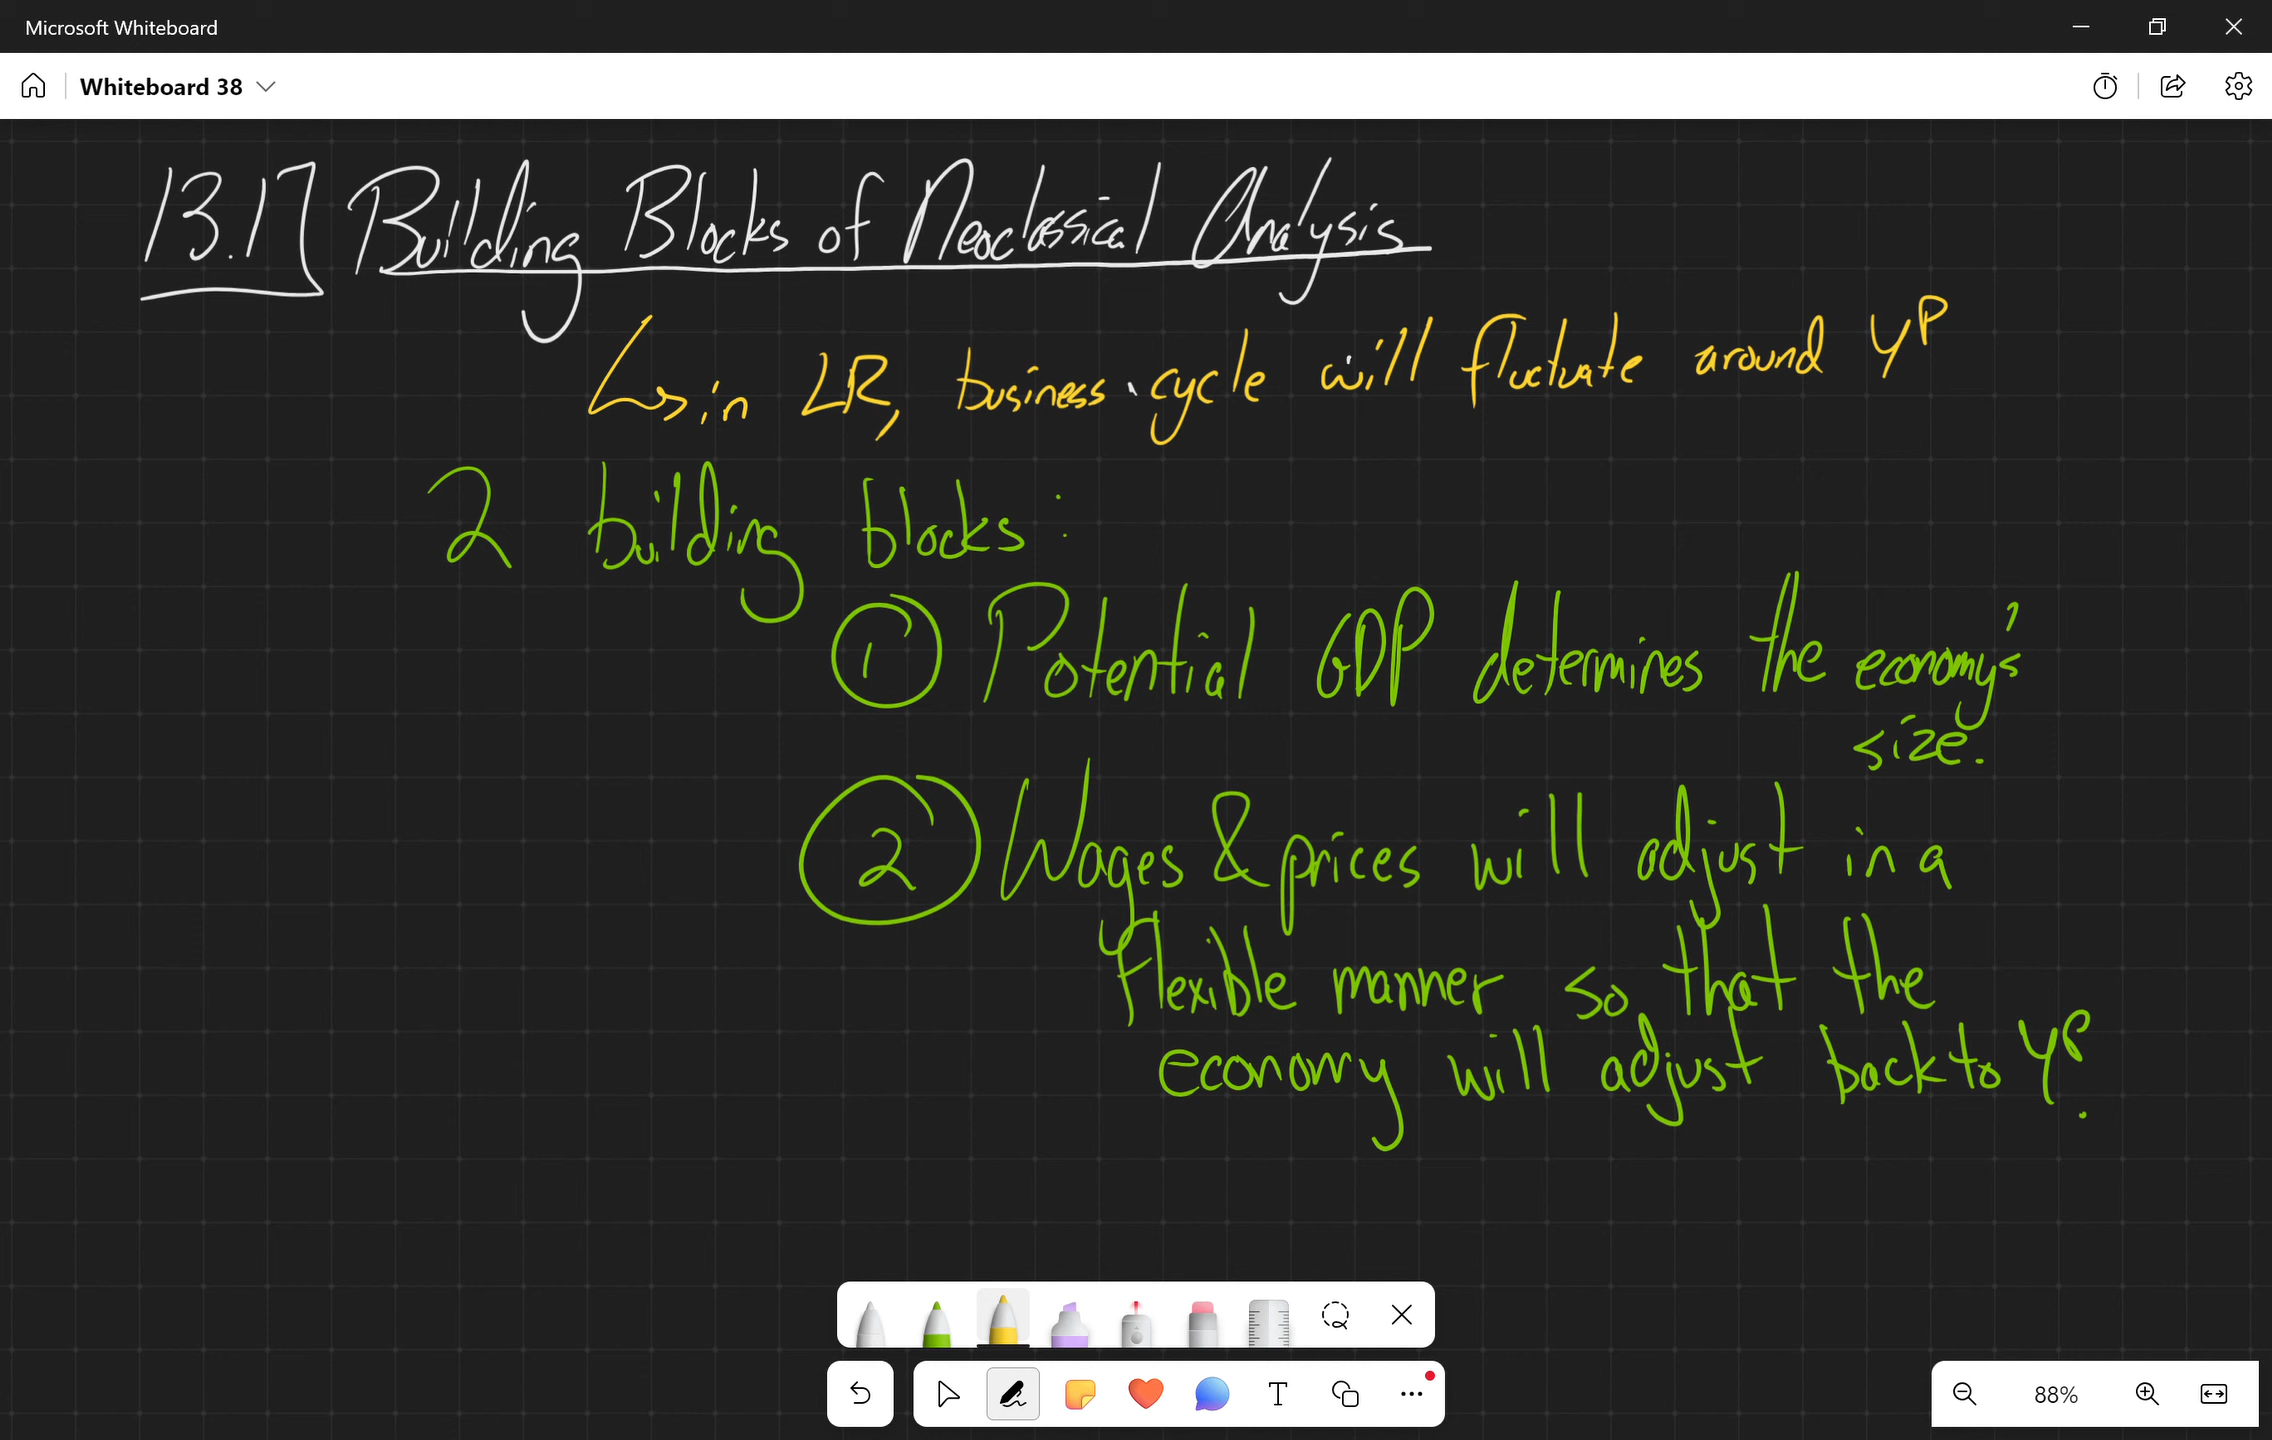 Microsoft Whiteboard
Whiteboard 38
13.1] Building Blocks of Neoclassical Analysis
↳ in LR, business cycle will fluctuate around Yᴾ
2 building blocks:
① Potential GDP determines the economy's
size.
② Wages & prices will adjust in a
flexible manner so that the
economy will adjust back to Yᴾ.
88%